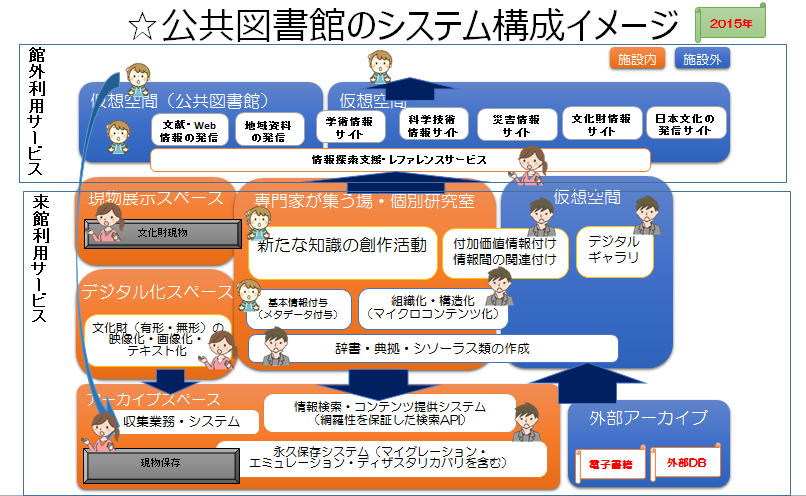 ☆公共図書館のシステム構成イメージ
2015年
施設内
施設外
館外利用サービス
仮想空間（公共図書館）
仮想空間
文献・Web
情報の発信
地域資料
の発信
学術情報
サイト
科学技術
情報サイト
災害情報
サイト
文化財情報
サイト
日本文化の
発信サイト
情報探索支援・レファレンスサービス
来館利用サービス
現物展示スペース
文化財現物
専門家が集う場・個別研究室
仮想空間
新たな知識の創作活動
付加価値情報付け
情報間の関連付け
デジタル
ギャラリ
デジタル化スペース
文化財（有形・無形）の
映像化・画像化・
テキスト化
基本情報付与
（メタデータ付与）
組織化・構造化
（マイクロコンテンツ化）
辞書・典拠・シソーラス類の作成
アーカイブスペース
収集業務・システム
現物保存
情報検索・コンテンツ提供システム
（網羅性を保証した検索API）
永久保存システム（マイグレーション・
エミュレーション・ディザスタリカバリを含む）
外部アーカイブ
電子書籍
外部DB